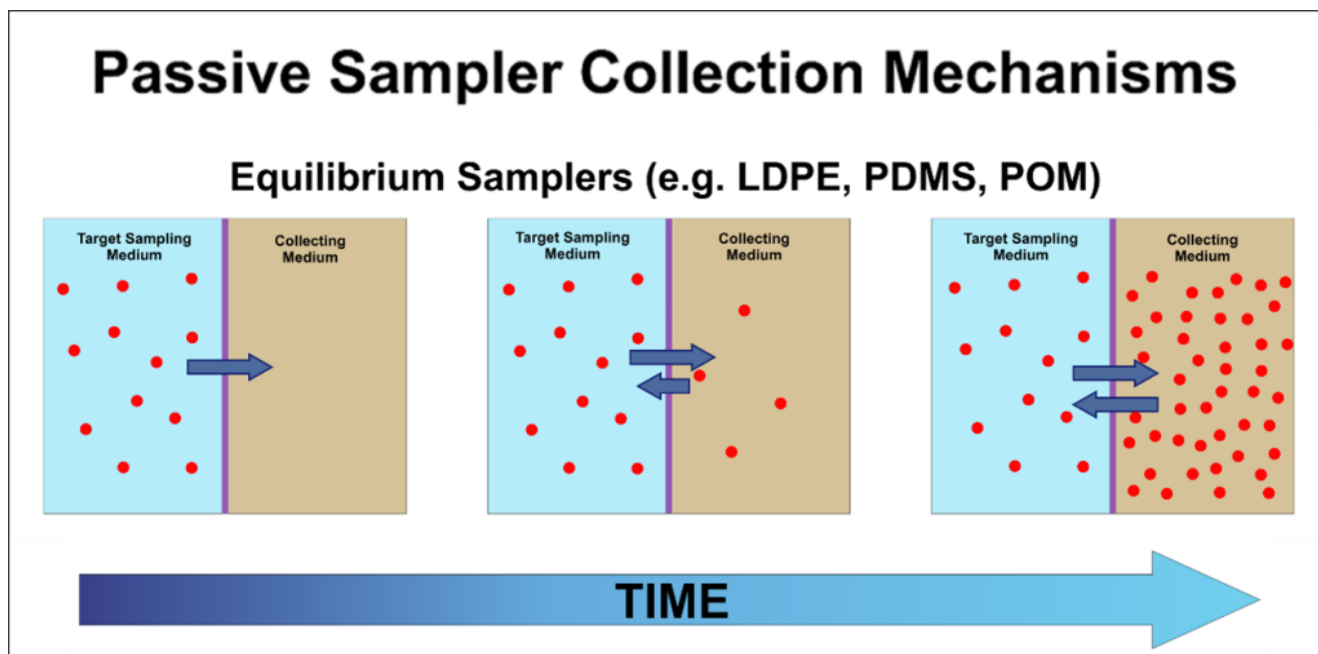 Passive Sampler Collection Mechanisms
Equilibrium Samplers (e.g. LDPE, PDMS, POM)
Target Sampling
Medium
Collecting
Medium
Target Sampling
Medium
Collecting
Medium
Target Sampling
Medium
Collecting
Medium
TIME